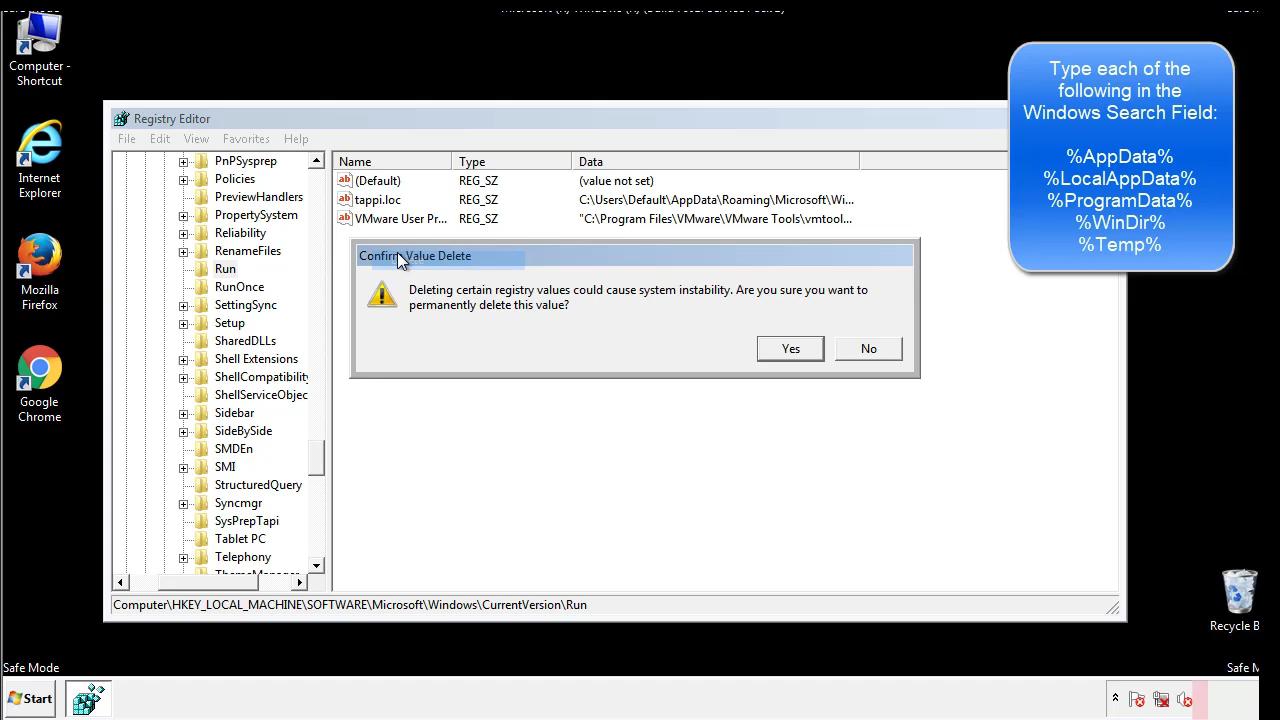 Computer -
Shortcut
Internet
Explorer
Mozilla
Firefox
Google
Chrome
Type each of the
following in the
Windows Search Field:
%AppData%
%LocalAppData%
%ProgramData%
%WinDir%
%Temp%
Registry Editor
File Edit View Favorites Help
PnPSysprep
Policies
PreviewHandlers
PropertySystem
Reliability
RenameFiles
Run
RunOnce
SettingSync
Setup
SharedDLLs
Shell Extensions
ShellCompatibility
ShellServiceObjec
Sidebar
SideBySide
SMDEn
SMI
StructuredQuery
Syncmgr
SysPrepTapi
Tablet PC
Telephony
Name Type Data
(Default) REG_SZ (value not set)
tappi.loc REG_SZ C:\Users\Default\AppData\Roaming\Microsoft\Wi...
VMware User Pr... REG_SZ "C:\Program Files\VMware\VMware Tools\vmtool...
Confirm Value Delete
Deleting certain registry values could cause system instability. Are you sure you want to
permanently delete this value?
Yes No
Computer\HKEY_LOCAL_MACHINE\SOFTWARE\Microsoft\Windows\CurrentVersion\Run
Recycle B
Safe Mode
Safe M
Start